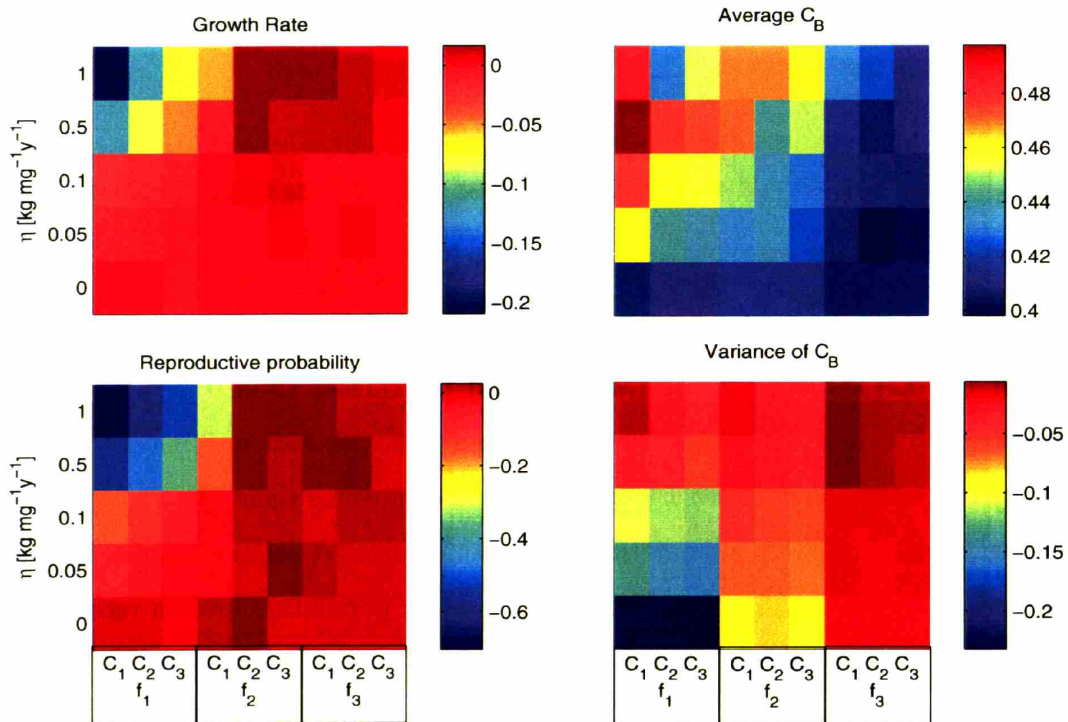 Growth Rate
1
0.5
0.1
0.05
0
η [kg mg⁻¹y⁻¹]
0
−0.05
−0.1
−0.15
−0.2
Average C_B
0.48
0.46
0.44
0.42
0.4
Reproductive probability
1
0.5
0.1
0.05
0
η [kg mg⁻¹y⁻¹]
0
−0.2
−0.4
−0.6
C₁ C₂ C₃ C₁ C₂ C₃ C₁ C₂ C₃
f₁ f₂ f₃
Variance of C_B
−0.05
−0.1
−0.15
−0.2
C₁ C₂ C₃ C₁ C₂ C₃ C₁ C₂ C₃
f₁ f₂ f₃